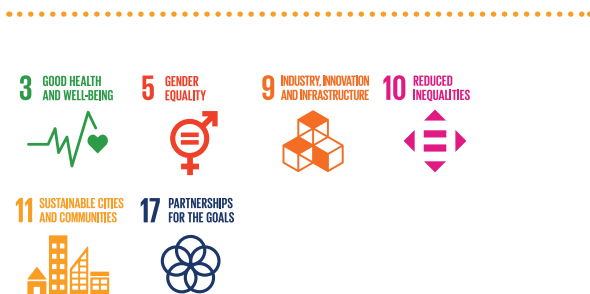 3 GOOD HEALTH
AND WELL-BEING
5 GENDER
EQUALITY
9 INDUSTRY, INNOVATION
AND INFRASTRUCTURE
10 REDUCED
INEQUALITIES
11 SUSTAINABLE CITIES
AND COMMUNITIES
17 PARTNERSHIPS
FOR THE GOALS